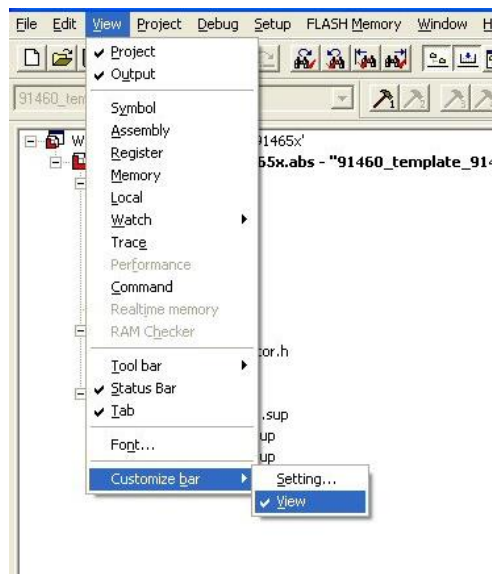 File Edit View Project Debug Setup FLASH Memory Window
Project
Output
Symbol
Assembly
Register
Memory
Local
Watch
Trace
Performance
Command
Realtime memory
RAM Checker
Tool bar
Status Bar
Tab
Font...
Customize bar
Setting...
View
91460_tem
91465x'
65x.abs - "91460_template_914
tor.h
.sup
up
up